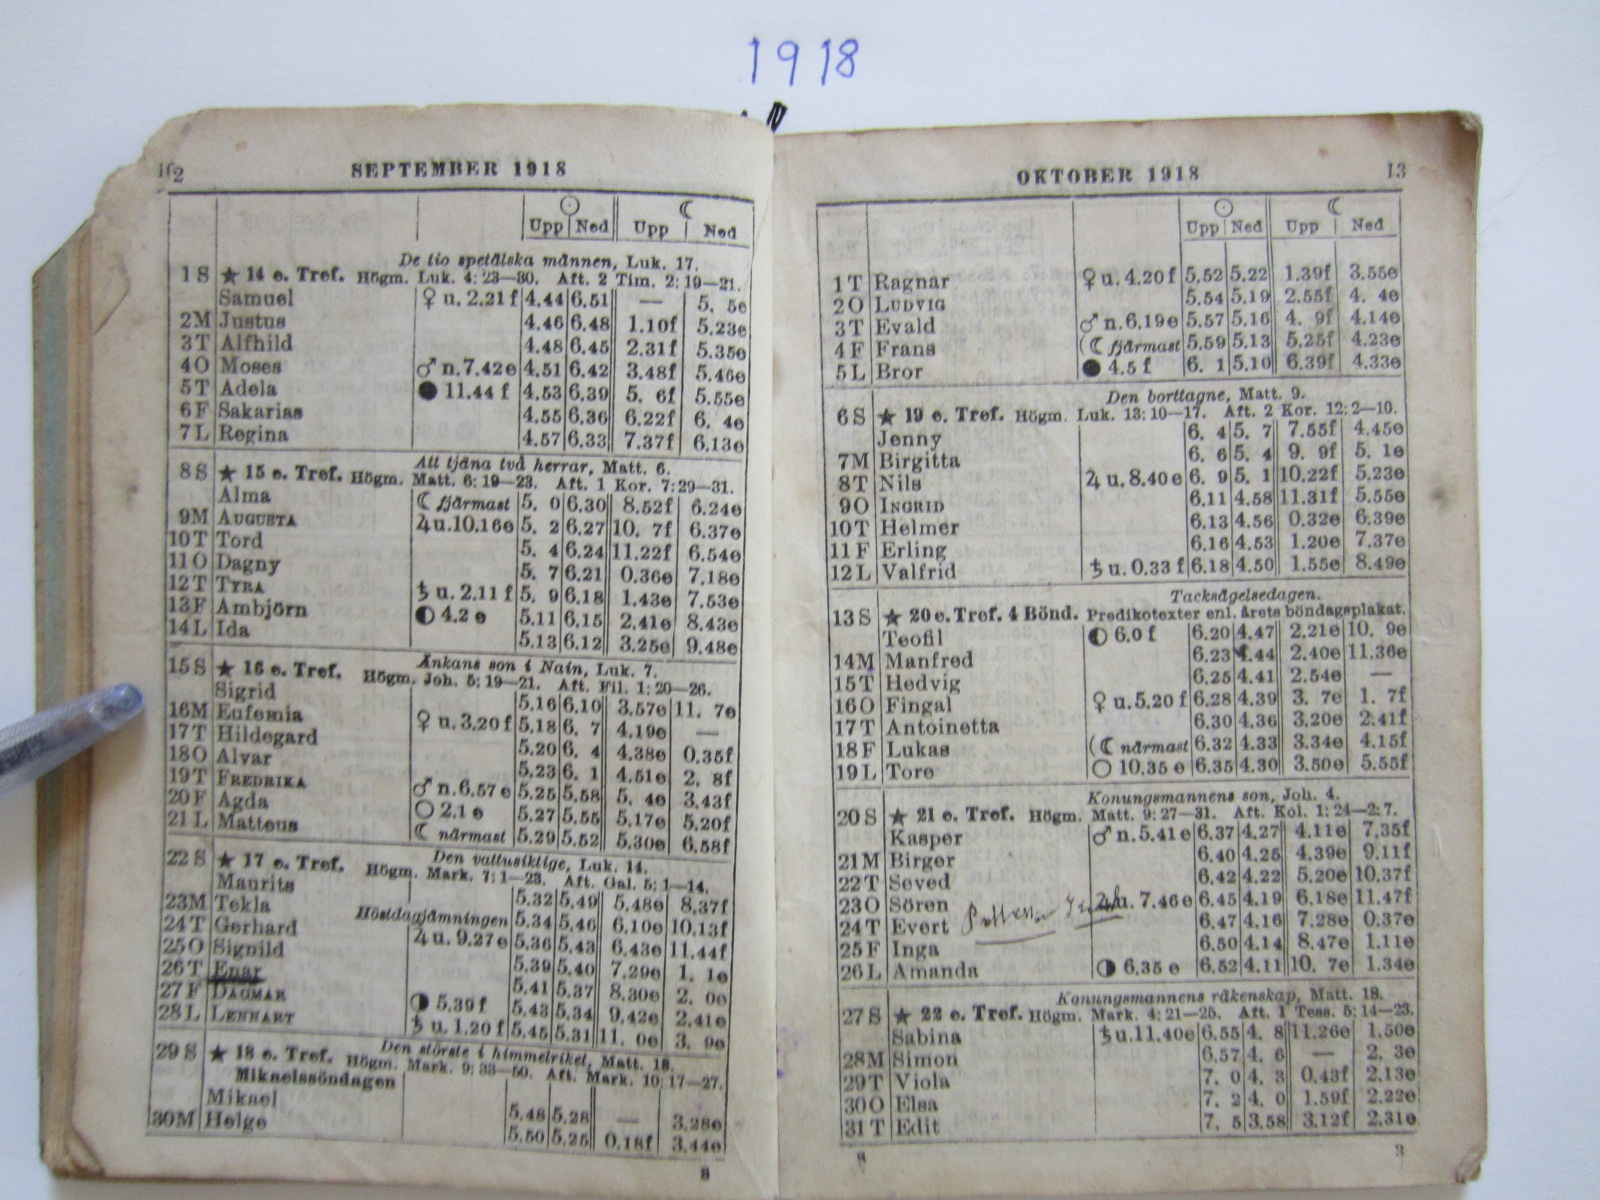 1918
12
SEPTEMBER 1918
☉ ☾
Upp Ned Upp Ned
De tio spetälska männen, Luk. 17.
1 S ★ 14 e. Tref. Högm. Luk. 4: 23—30. Aft. 2 Tim. 2: 19—21.
Samuel ♀ u. 2.21 f 4.44 6.51 — 5. 5e
2 M Justus 4.46 6.48 1.10f 5.23e
3 T Alfhild 4.48 6.45 2.31f 5.35e
4 O Moses ♂ n. 7.42 e 4.51 6.42 3.48f 5.46e
5 T Adela ● 11.44 f 4.53 6.39 5. 6f 5.55e
6 F Sakarias 4.55 6.36 6.22f 6. 4e
7 L Regina 4.57 6.33 7.37f 6.13e
Att tjäna två herrar, Matt. 6.
8 S ★ 15 e. Tref. Högm. Matt. 6: 19—23. Aft. 1 Kor. 7: 29—31.
Alma ☾ fjärmast 5. 0 6.30 8.52f 6.24e
9 M AUGUSTA ♃ u. 10.16 e 5. 2 6.27 10. 7f 6.37e
10 T Tord 5. 4 6.24 11.22f 6.54e
11 O Dagny 5. 7 6.21 0.36e 7.18e
12 T TYRA ♄ u. 2.11 f 5. 9 6.18 1.43e 7.53e
13 F Ambjörn ◐ 4.2 e 5.11 6.15 2.41e 8.43e
14 L Ida 5.13 6.12 3.25e 9.48e
Änkans son i Nain, Luk. 7.
15 S ★ 16 e. Tref. Högm. Joh. 5: 19—21. Aft. Fil. 1: 20—26.
Sigrid 5.16 6.10 3.57e 11. 7e
16 M Eufemia ♀ u. 3.20 f 5.18 6. 7 4.19e —
17 T Hildegard 5.20 6. 4 4.38e 0.35f
18 O Alvar 5.23 6. 1 4.51e 2. 8f
19 T FREDRIKA ♂ n. 6.57 e 5.25 5.58 5. 4e 3.43f
20 F Agda ○ 2.1 e 5.27 5.55 5.17e 5.20f
21 L Matteus ☾ närmast 5.29 5.52 5.30e 6.58f
Den vattusiktige, Luk. 14.
22 S ★ 17 e. Tref. Högm. Mark. 7: 1—23. Aft. Gal. 5: 1—14.
Maurits 5.32 5.49 5.48e 8.37f
23 M Tekla Höstdagjämningen 5.34 5.46 6.10e 10.13f
24 T Gerhard ♃ u. 9.27 e 5.36 5.43 6.43e 11.44f
25 O Signild 5.39 5.40 7.29e 1. 1e
26 T Enar 5.41 5.37 8.30e 2. 0e
27 F DAGMAR ◑ 5.39 f 5.43 5.34 9.42e 2.41e
28 L LENNART ♄ u. 1.20 f 5.45 5.31 11. 0e 3. 9e
Den störste i himmelriket, Matt. 18.
29 S ★ 18 e. Tref. Högm. Mark. 9: 33—50. Aft. Mark. 10: 17—27.
Mikaelssöndagen
Mikael 5.48 5.28 — 3.28e
30 M Helge 5.50 5.25 0.18f 3.44e
OKTOBER 1918
13
☉ ☾
Upp Ned Upp Ned
1 T Ragnar ♀ u. 4.20 f 5.52 5.22 1.39f 3.55e
2 O LUDVIG 5.54 5.19 2.55f 4. 4e
3 T Evald ♂ n. 6.19 e 5.57 5.16 4. 9f 4.14e
4 F Frans ☾ fjärmast 5.59 5.13 5.25f 4.23e
5 L Bror ● 4.5 f 6. 1 5.10 6.39f 4.33e
Den borttagne, Matt. 9.
6 S ★ 19 e. Tref. Högm. Luk. 13: 10—17. Aft. 2 Kor. 12: 2—10.
Jenny 6. 4 5. 7 7.55f 4.45e
7 M Birgitta 6. 6 5. 4 9. 9f 5. 1e
8 T Nils ♃ u. 8.40 e 6. 9 5. 1 10.22f 5.23e
9 O INGRID 6.11 4.58 11.31f 5.55e
10 T Helmer 6.13 4.56 0.32e 6.39e
11 F Erling 6.16 4.53 1.20e 7.37e
12 L Valfrid ♄ u. 0.33 f 6.18 4.50 1.55e 8.49e
Tacksägelsedagen.
13 S ★ 20 e. Tref. 4 Bönd. Predikotexter enl. årets böndagsplakat.
Teofil ◐ 6.0 f 6.20 4.47 2.21e 10. 9e
14 M Manfred 6.23 4.44 2.40e 11.36e
15 T Hedvig 6.25 4.41 2.54e —
16 O Fingal ♀ u. 5.20 f 6.28 4.39 3. 7e 1. 7f
17 T Antoinetta 6.30 4.36 3.20e 2.41f
18 F Lukas ☾ närmast 6.32 4.33 3.34e 4.15f
19 L Tore ○ 10.35 e 6.35 4.30 3.50e 5.55f
Konungsmannens son, Joh. 4.
20 S ★ 21 e. Tref. Högm. Matt. 9: 27—31. Aft. Kol. 1: 24—2: 7.
Kasper ♂ n. 5.41 e 6.37 4.27 4.11e 7.35f
21 M Birger 6.40 4.25 4.39e 9.11f
22 T Seved 6.42 4.22 5.20e 10.37f
23 O Sören ♃ u. 7.46 e 6.45 4.19 6.18e 11.47f
24 T Evert 6.47 4.16 7.28e 0.37e
25 F Inga 6.50 4.14 8.47e 1.11e
26 L Amanda ◑ 6.35 e 6.52 4.11 10. 7e 1.34e
Konungsmannens räkenskap, Matt. 18.
27 S ★ 22 e. Tref. Högm. Mark. 4: 21—25. Aft. 1 Tess. 5: 14—23.
Sabina ♄ u. 11.40 e 6.55 4. 8 11.26e 1.50e
28 M Simon 6.57 4. 6 — 2. 3e
29 T Viola 7. 0 4. 3 0.43f 2.13e
30 O Elsa 7. 2 4. 0 1.59f 2.22e
31 T Edit 7. 5 3.58 3.12f 2.31e